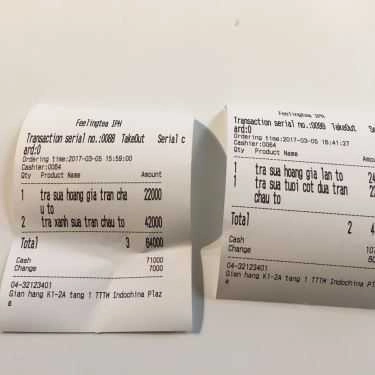 Feelingtea IPH
Transaction serial no.:0088 TakeOut Serial c
ard:0
Ordering time:2017-03-05 15:59:00
Cashier:0064
Qty Product Name Amount
1 tra sua hoang gia tran cha 22000
u to
2 tra xanh sua tran chau to 42000
Total 3 64000
Cash 71000
Change 7000
04-32123401
Gian hang K1-2A tang 1 TTTM Indochina Plaz
a
Feelingtea IPH
Transaction serial no.:0089 TakeOut
ard:0
Ordering time:2017-03-05 15:41:37
Cashier:0064
Qty Product Name Amount
1 tra sua hoang gia lan to
1 tra sua tuoi cot dua tran
chau to
Total 2
Cash
Change
04-32123401
Gian hang K1-2A tang 1 TTTM Indochina
a